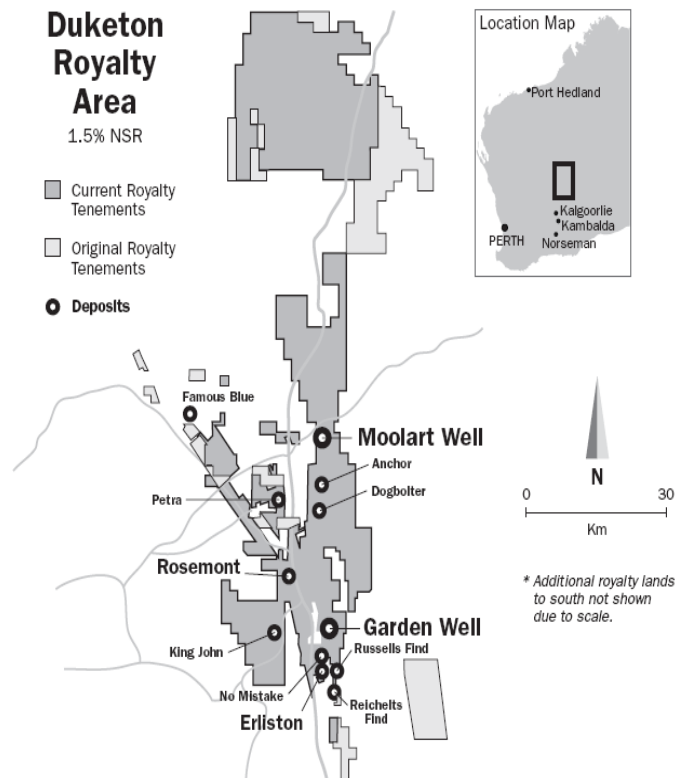 Duketon
Royalty
Area
1.5% NSR
Current Royalty
Tenements
Original Royalty
Tenements
Deposits
Location Map
Port Hedland
Kalgoorlie
Kambalda
PERTH
Norseman
Famous Blue
Moolart Well
Anchor
Dogbolter
Petra
Rosemont
Garden Well
King John
Russells Find
No Mistake
Erliston
Reichelts
Find
N
0
30
Km
* Additional royalty lands
to south not shown
due to scale.